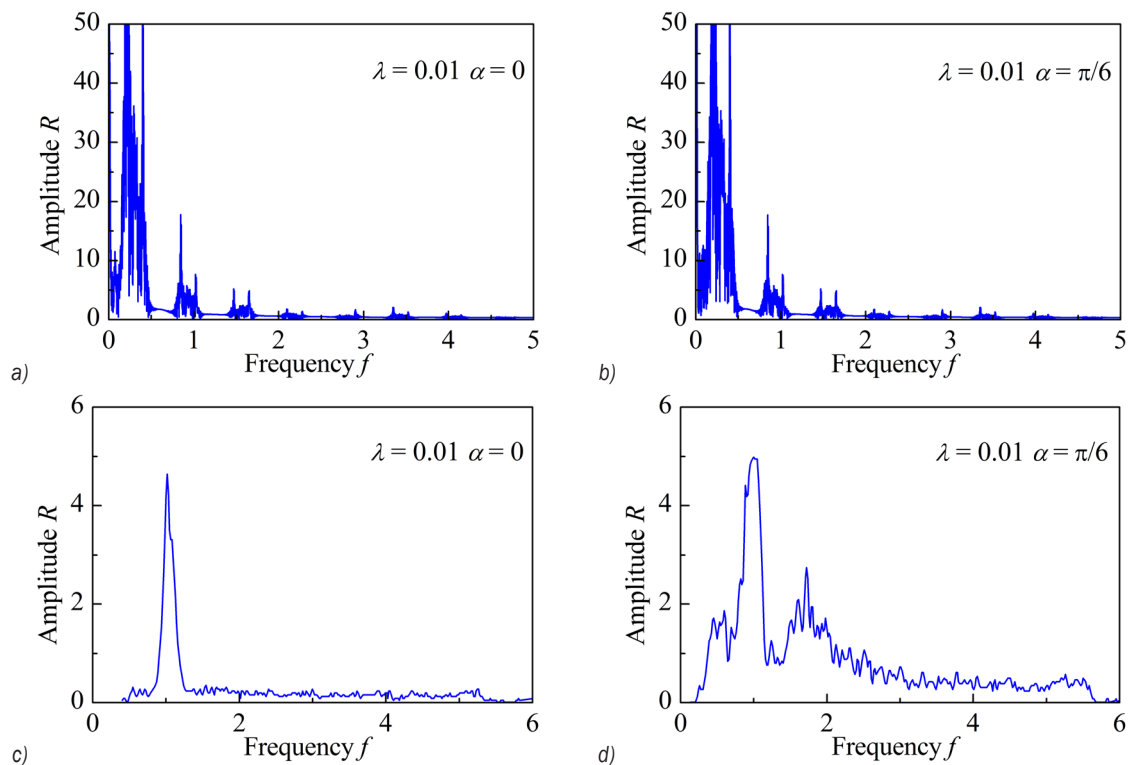 50
40
30
20
10
0
Amplitude R
λ = 0.01 α = 0
0 1 2 3 4 5
Frequency f
a)
50
40
30
20
10
0
Amplitude R
λ = 0.01 α = π/6
0 1 2 3 4 5
Frequency f
b)
6
4
2
0
Amplitude R
λ = 0.01 α = 0
0 2 4 6
Frequency f
c)
6
4
2
0
Amplitude R
λ = 0.01 α = π/6
0 2 4 6
Frequency f
d)